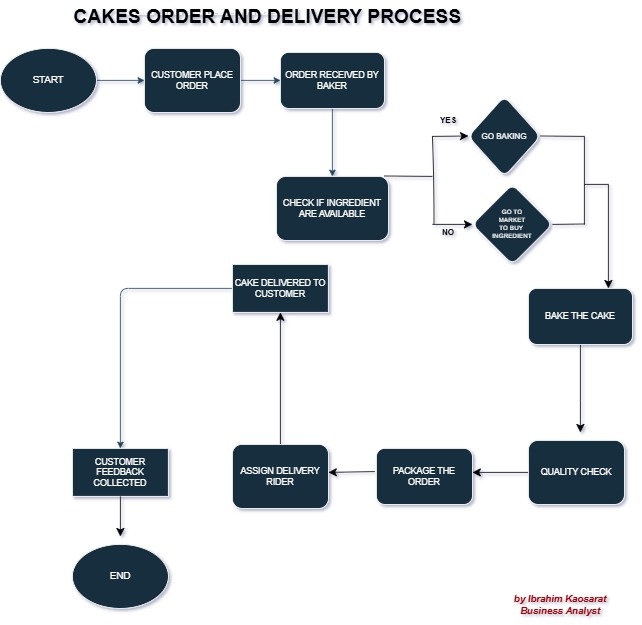 CAKES ORDER AND DELIVERY PROCESS
START
CUSTOMER PLACE
ORDER
ORDER RECEIVED BY
BAKER
YES
GO BAKING
CHECK IF INGREDIENT
ARE AVAILABLE
NO
GO TO
MARKET
TO BUY
INGREDIENT
BAKE THE CAKE
QUALITY CHECK
PACKAGE THE
ORDER
ASSIGN DELIVERY
RIDER
CAKE DELIVERED TO
CUSTOMER
CUSTOMER
FEEDBACK
COLLECTED
END
by Ibrahim Kaosarat
Business Analyst